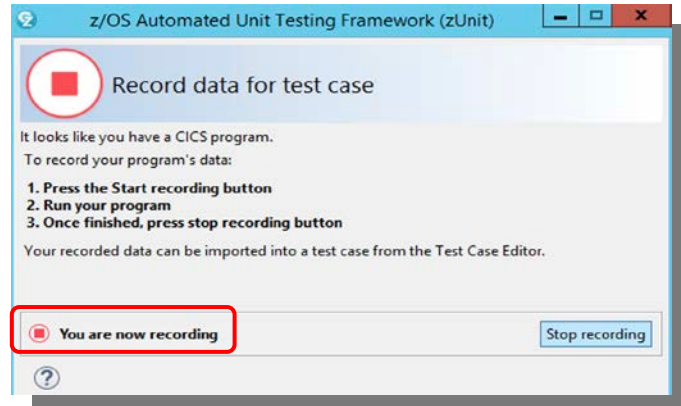 z/OS Automated Unit Testing Framework (zUnit)
Record data for test case
It looks like you have a CICS program.
To record your program's data:
1. Press the Start recording button
2. Run your program
3. Once finished, press stop recording button
Your recorded data can be imported into a test case from the Test Case Editor.
You are now recording
Stop recording
?